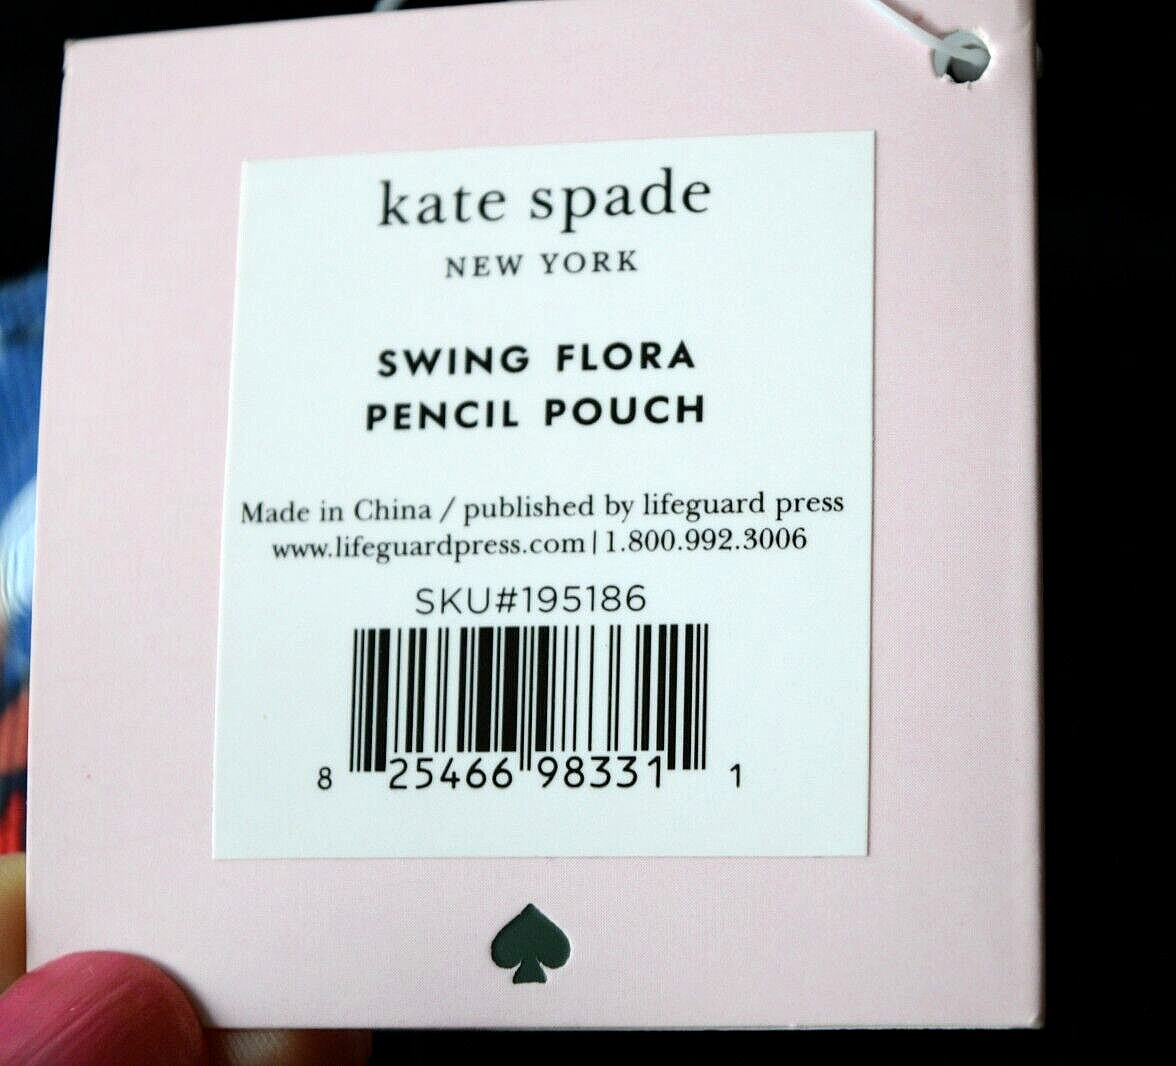 kate spade
NEW YORK
SWING FLORA
PENCIL POUCH
Made in China / published by lifeguard press
www.lifeguardpress.com | 1.800.992.3006
SKU#195186
8 25466 98331 1